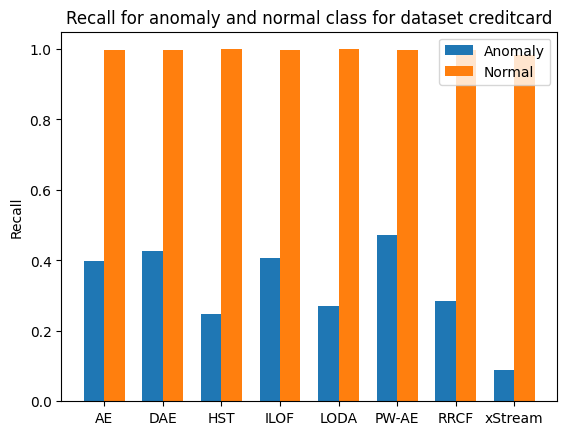 Recall for anomaly and normal class for dataset creditcard
Anomaly
Normal
Recall
1.0
0.8
0.6
0.4
0.2
0.0
AE DAE HST ILOF LODA PW-AE RRCF xStream